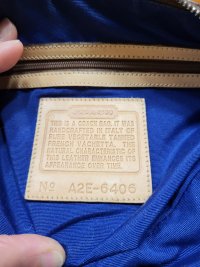 THIS IS A COACH BAG. IT WAS
HANDCRAFTED IN ITALY OF
PURE VEGETABLE TANNED
FRENCH VACHETTA. THE
NATURAL CHARACTERISTIC OF
THIS LEATHER ENHANCES ITS
APPEARANCE OVER TIME.
Nº A2E-6406